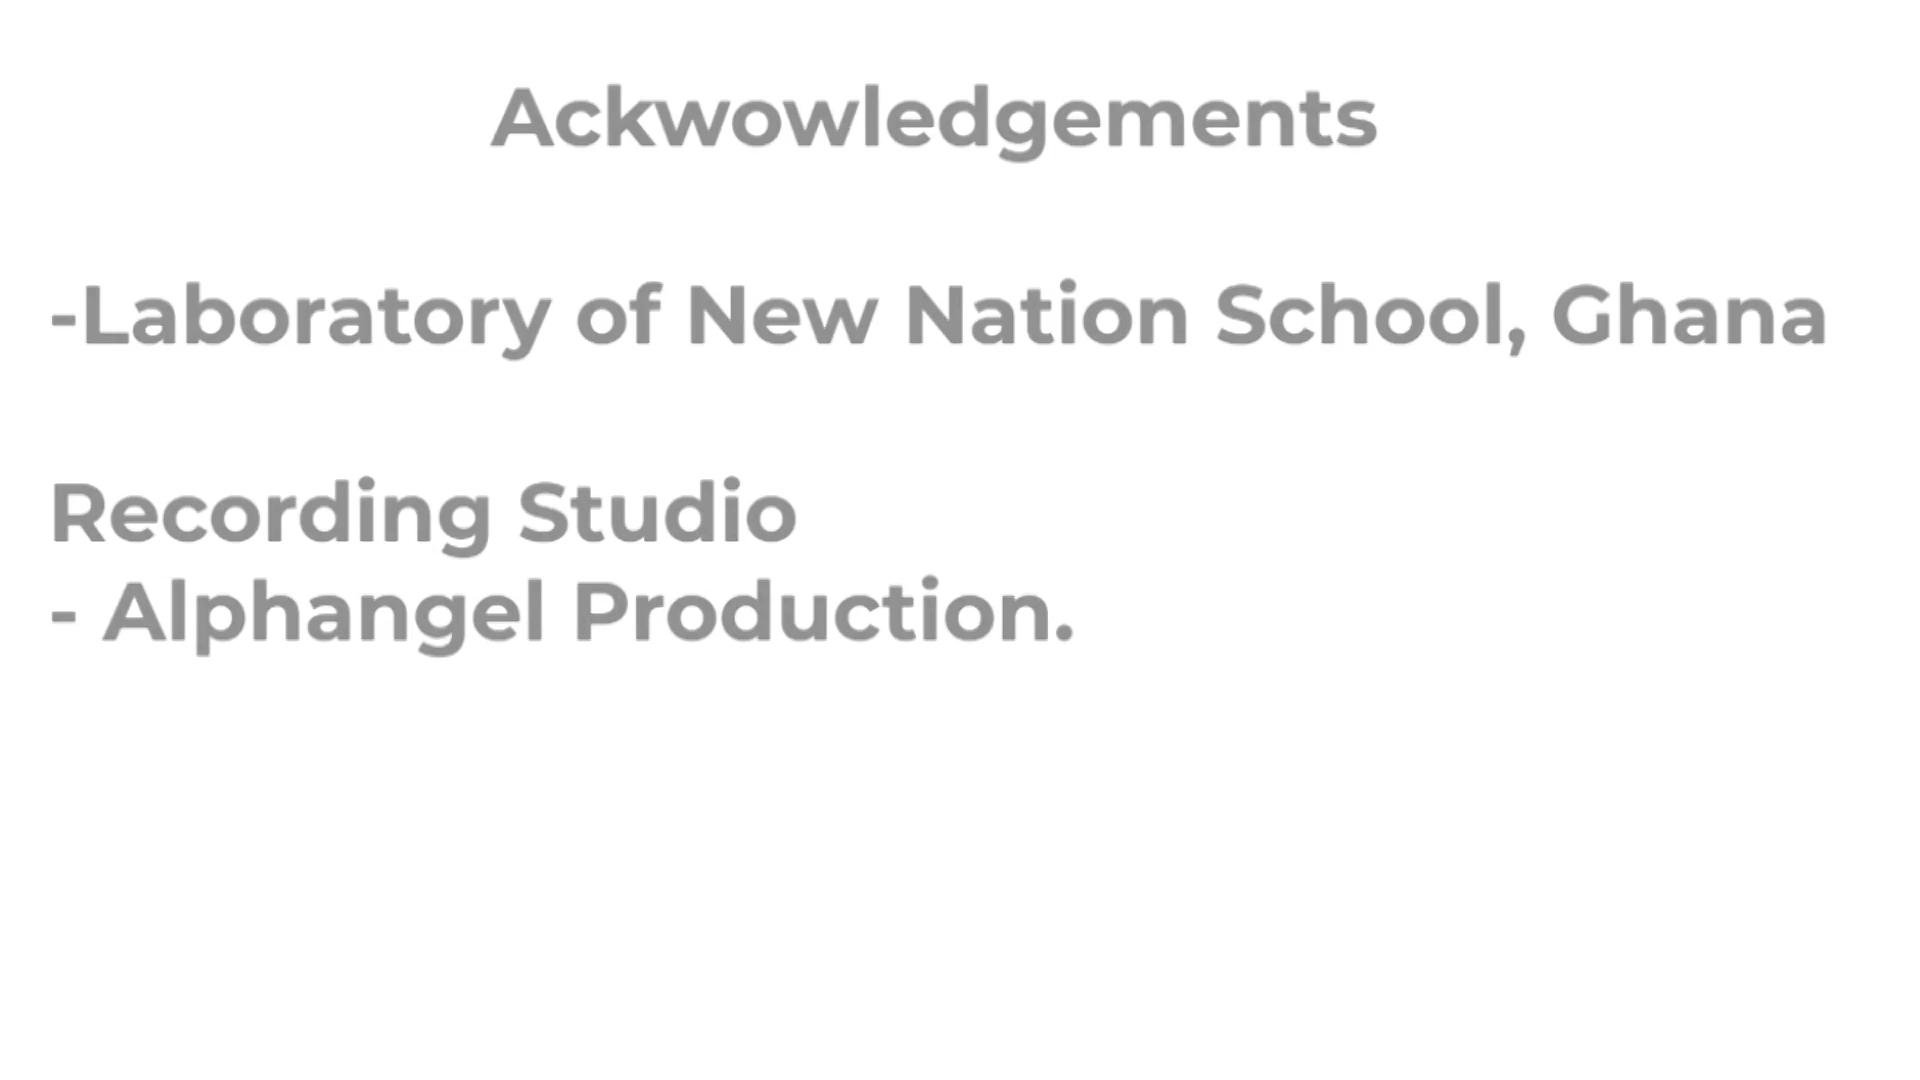 Ackwowledgements
-Laboratory of New Nation School, Ghana
Recording Studio
- Alphangel Production.